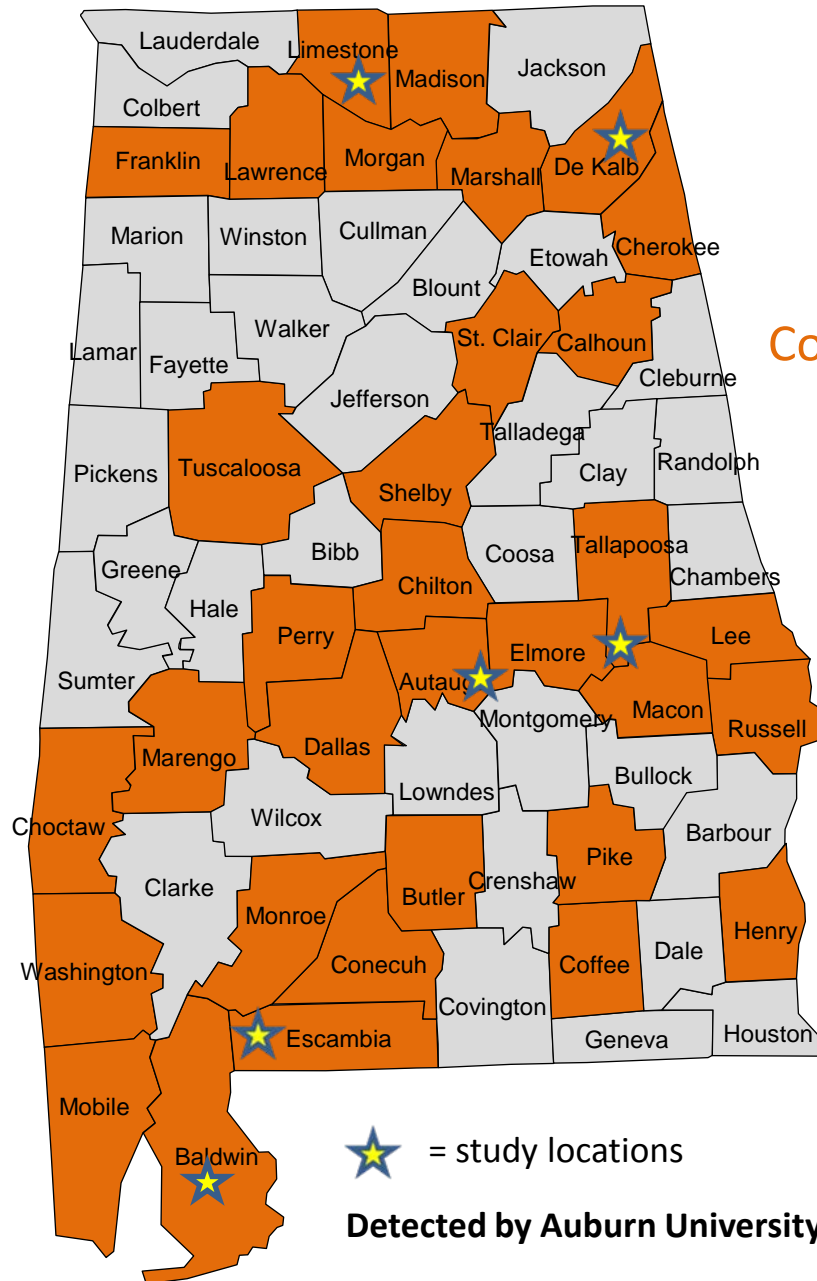 Lauderdale
Limestone
Madison
Jackson
Colbert
Franklin
Lawrence
Morgan
Marshall
De Kalb
Cherokee
Marion
Winston
Cullman
Etowah
Blount
Lamar
Fayette
Walker
St. Clair
Calhoun
Co
Cleburne
Jefferson
Talladega
Pickens
Tuscaloosa
Shelby
Clay
Randolph
Greene
Hale
Bibb
Chilton
Coosa
Tallapoosa
Chambers
Sumter
Perry
Autaug
Elmore
Lee
Marengo
Dallas
Montgomery
Macon
Russell
Choctaw
Wilcox
Lowndes
Bullock
Barbour
Clarke
Monroe
Butler
Crenshaw
Pike
Henry
Washington
Conecuh
Coffee
Dale
Covington
Escambia
Geneva
Houston
Mobile
Baldwin
= study locations
Detected by Auburn University